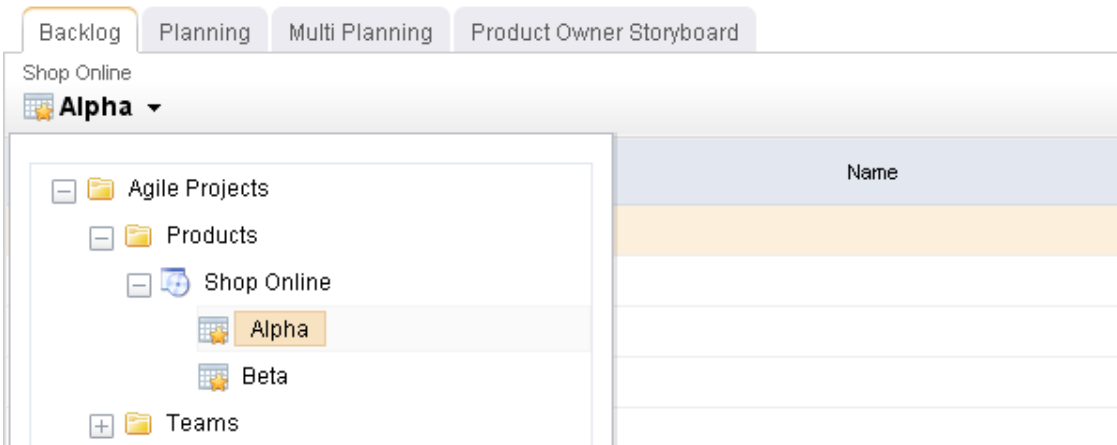 Backlog Planning Multi Planning Product Owner Storyboard
Shop Online
Alpha
Name
Agile Projects
Products
Shop Online
Alpha
Beta
Teams